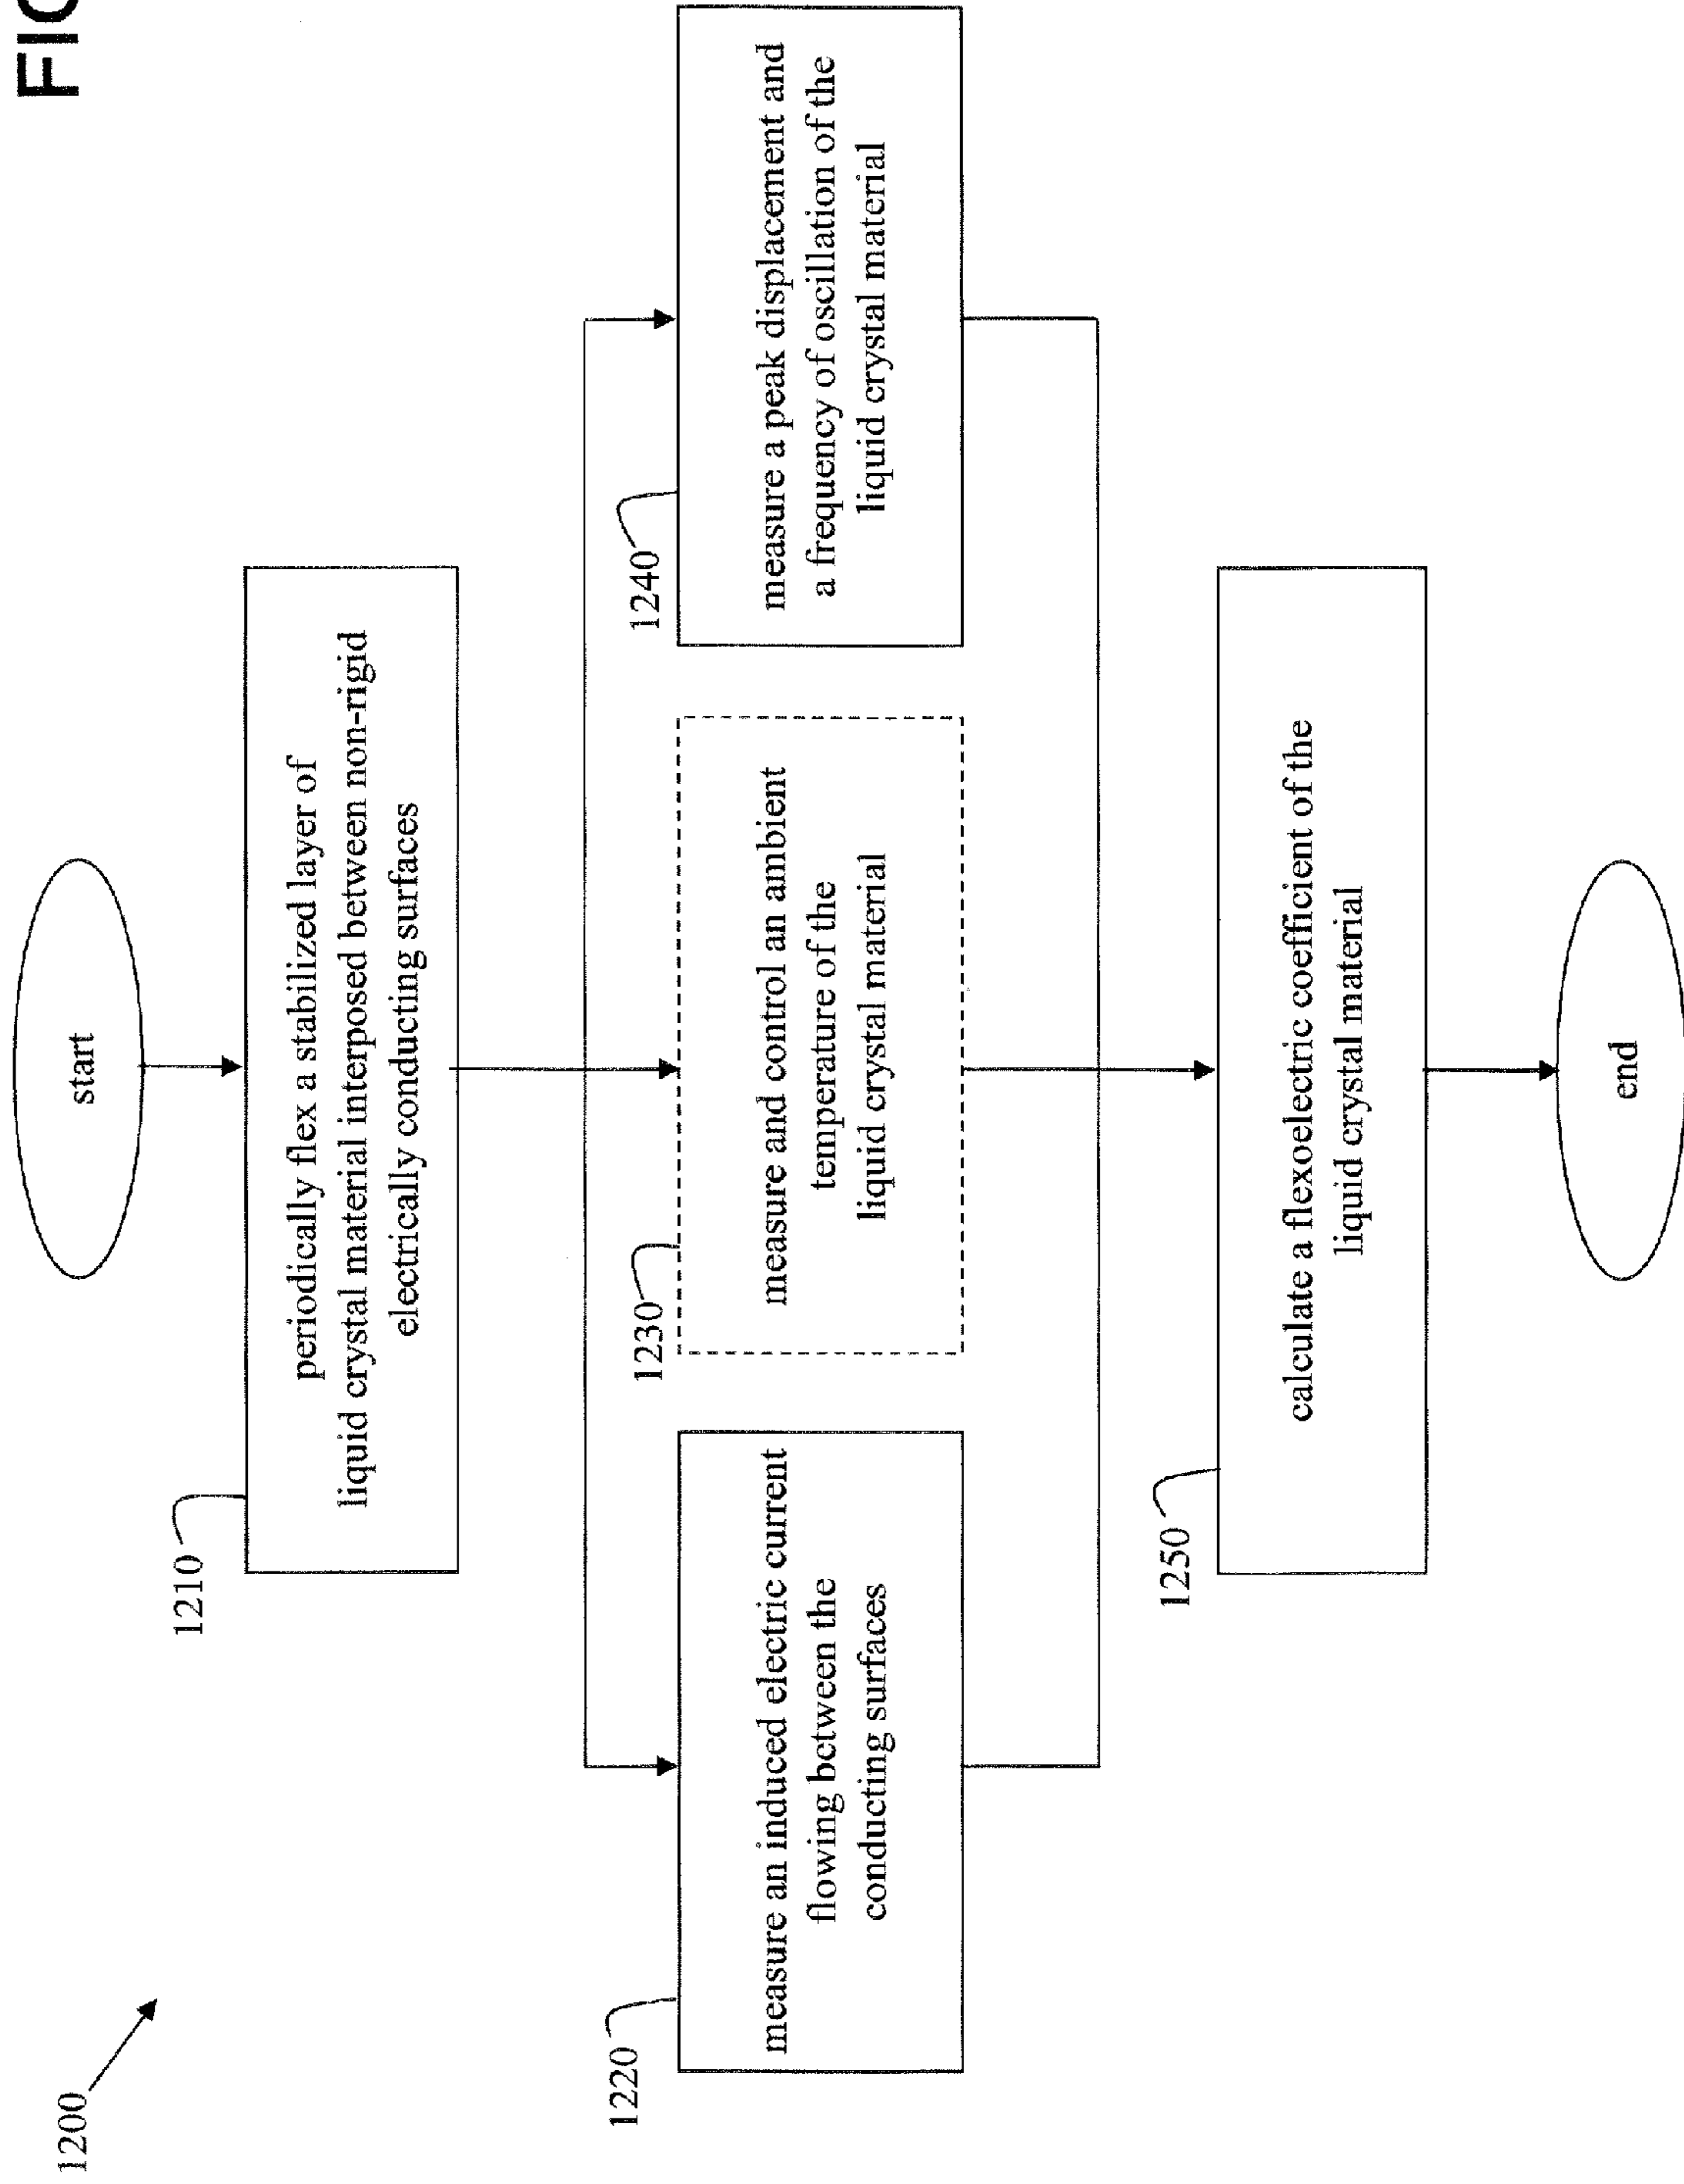 FIG
1200
start
1210
periodically flex a stabilized layer of
liquid crystal material interposed between non-rigid
electrically conducting surfaces
1220
measure an induced electric current
flowing between the
conducting surfaces
1230
measure and control an ambient
temperature of the
liquid crystal material
1240
measure a peak displacement and
a frequency of oscillation of the
liquid crystal material
1250
calculate a flexoelectric coefficient of the
liquid crystal material
end